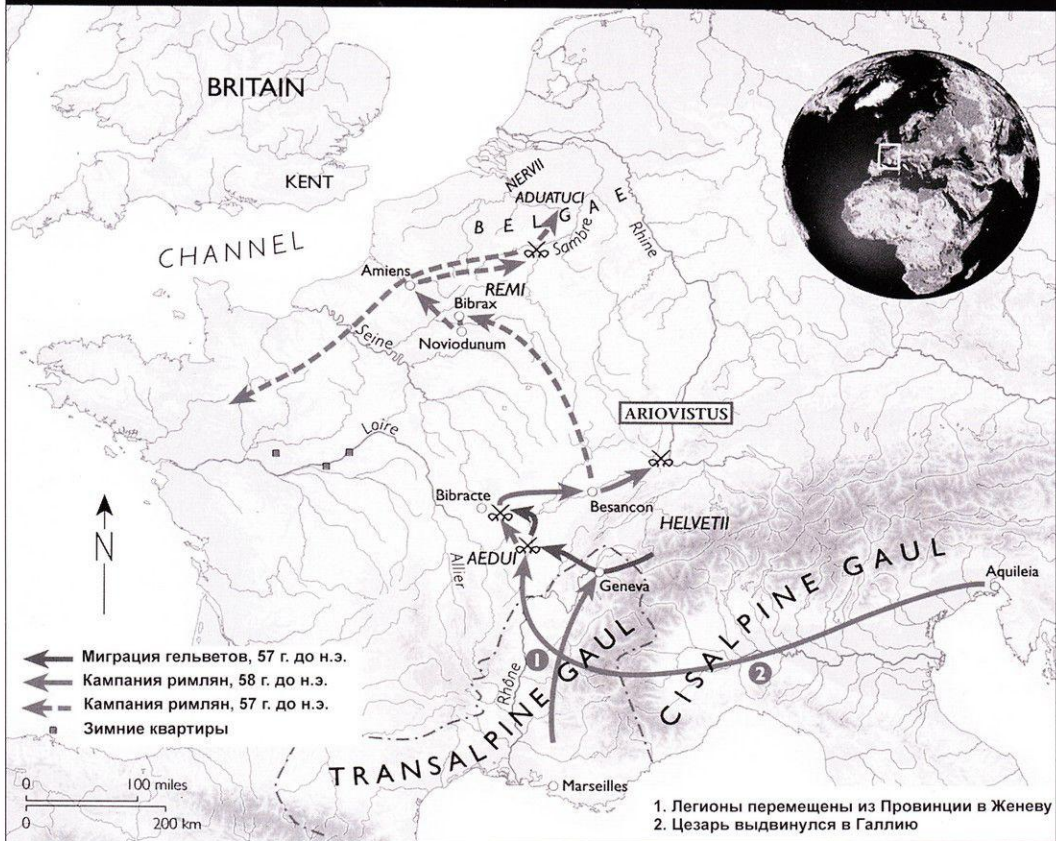 BRITAIN
KENT
CHANNEL
NERVII
ADUATUCI
BELGAE
Sambre
Rhine
Amiens
REMI
Bibrax
Noviodunum
Seine
ARIOVISTUS
Loire
Bibracte
Besancon
HELVETII
N
AEDUI
Allier
Geneva
Aquileia
TRANSALPINE GAUL
CISALPINE GAUL
1
2
Rhône
Marseilles
Миграция гельветов, 57 г. до н.э.
Кампания римлян, 58 г. до н.э.
Кампания римлян, 57 г. до н.э.
Зимние квартиры
0 100 miles
0 200 km
1. Легионы перемещены из Провинции в Женеву
2. Цезарь выдвинулся в Галлию